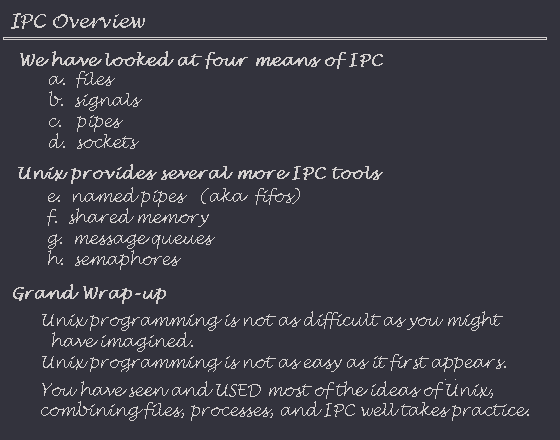 IPC Overview
We have looked at four means of IPC
a. files
b. signals
c. pipes
d. sockets
Unix provides several more IPC tools
e. named pipes (aka fifos)
f. shared memory
g. message queues
h. semaphores
Grand Wrap-up
Unix programming is not as difficult as you might
have imagined.
Unix programming is not as easy as it first appears.
You have seen and USED most of the ideas of Unix,
combining files, processes, and IPC well takes practice.